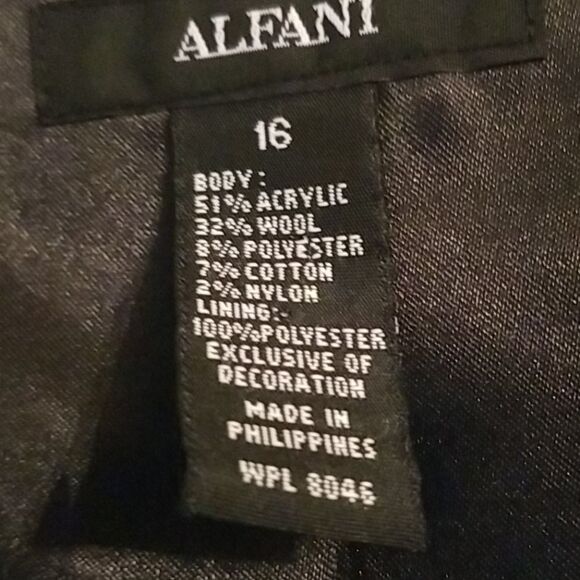 ALFANI
16
BODY:
51% ACRYLIC
32% WOOL
8% POLYESTER
7% COTTON
2% NYLON
LINING:
100%POLYESTER
EXCLUSIVE OF
DECORATION
MADE IN
PHILIPPINES
WPL 8046